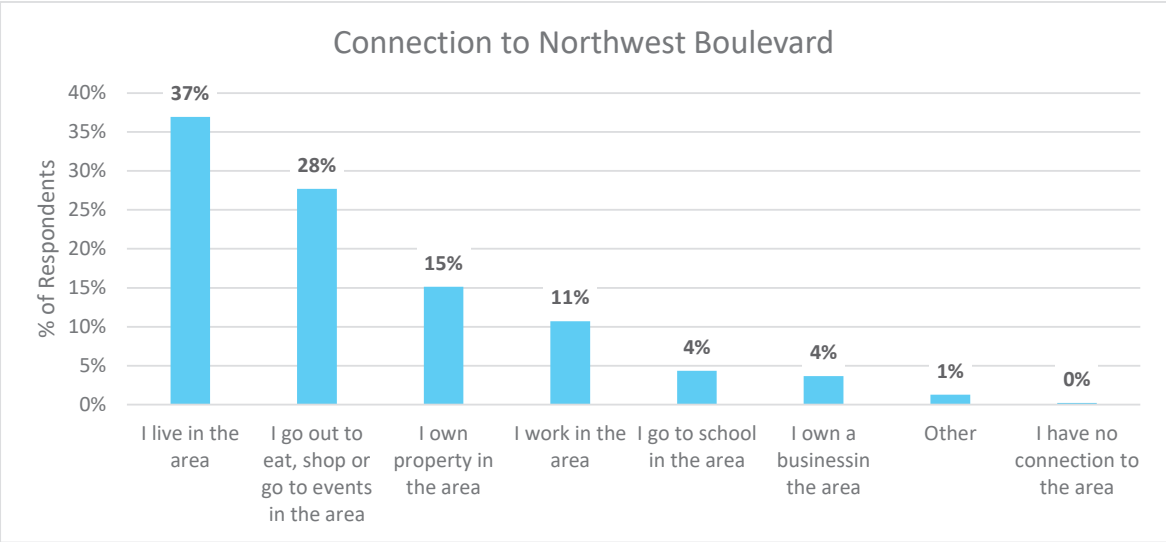 Connection to Northwest Boulevard
% of Respondents
40%
35%
30%
25%
20%
15%
10%
5%
0%
37%
28%
15%
11%
4%
4%
1%
0%
I live in the
area
I go out to
eat, shop or
go to events
in the area
I own
property in
the area
I work in the
area
I go to school
in the area
I own a
businessin
the area
Other
I have no
connection to
the area